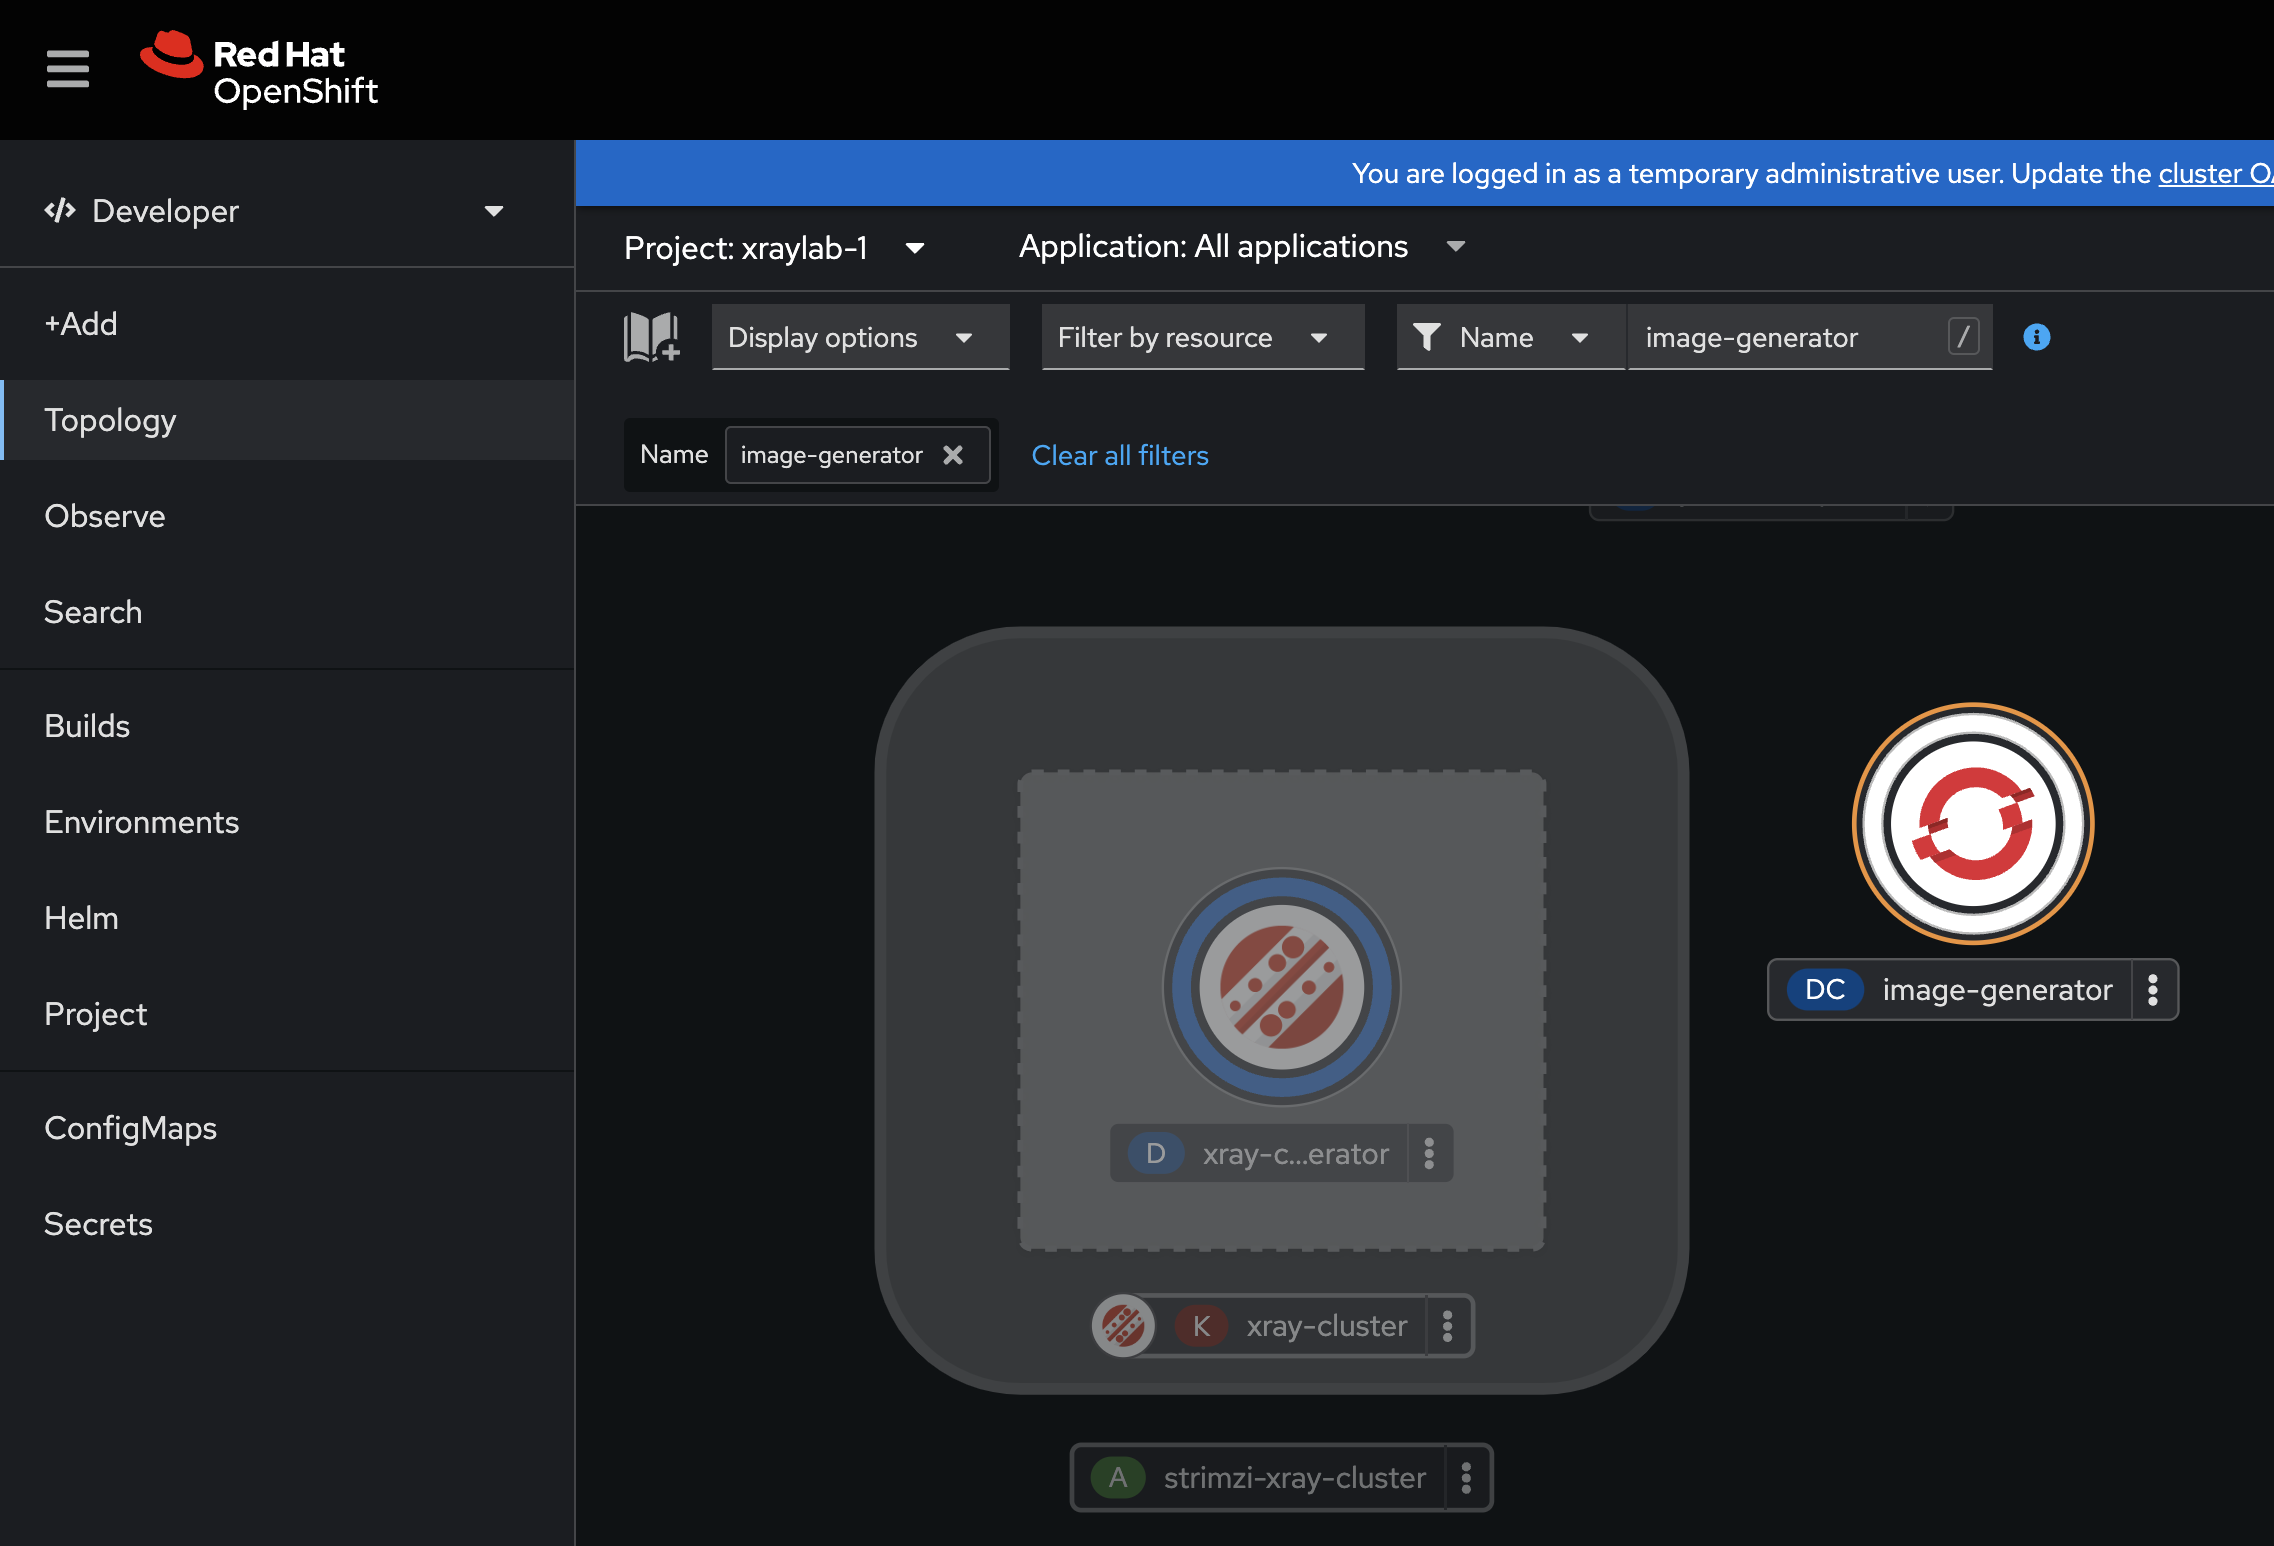 Red Hat
OpenShift
You are logged in as a temporary administrative user. Update the cluster OA
Developer
Project: xraylab-1
Application: All applications
+Add
Display options
Filter by resource
Name
image-generator
/
Topology
Name
image-generator
Clear all filters
Observe
Search
Builds
Environments
Helm
Project
ConfigMaps
Secrets
DC
image-generator
D
xray-c...erator
K
xray-cluster
A
strimzi-xray-cluster